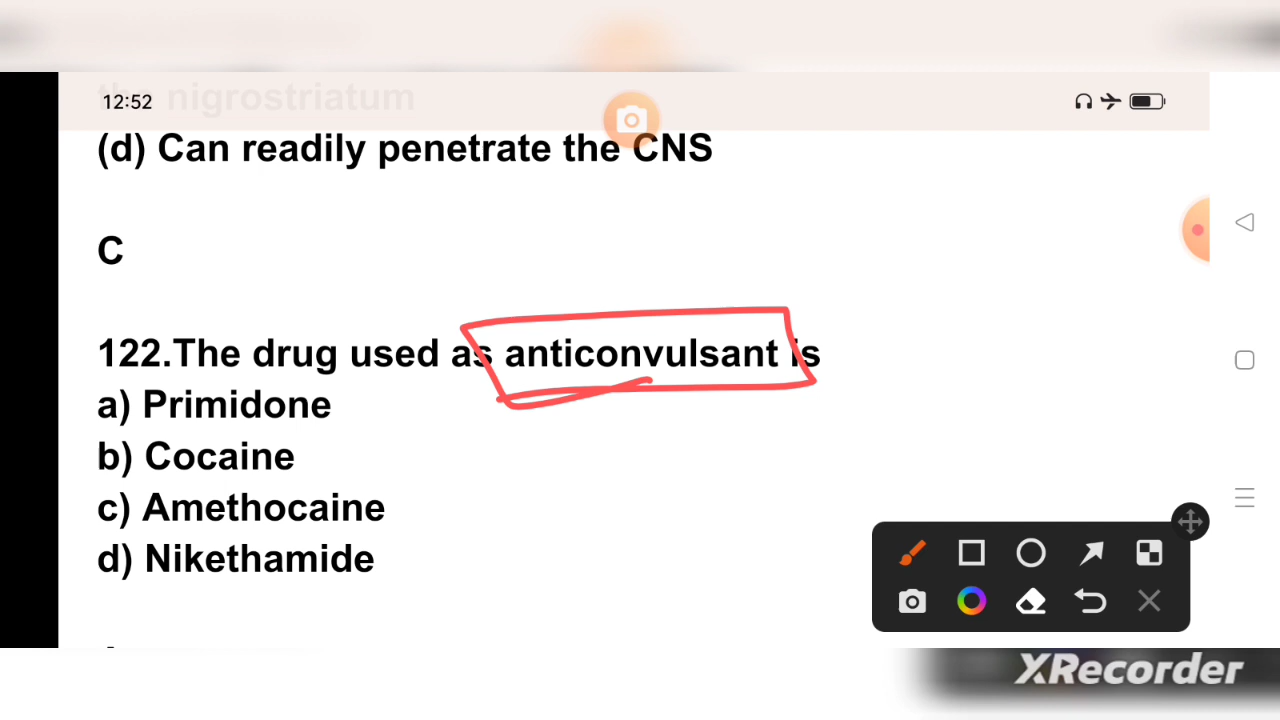 the nigrostriatum
12:52
(d) Can readily penetrate the CNS
C
122.The drug used as anticonvulsant is
a) Primidone
b) Cocaine
c) Amethocaine
d) Nikethamide
XRecorder